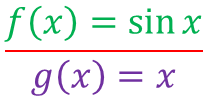 f(x) = sin x
g(x) = x